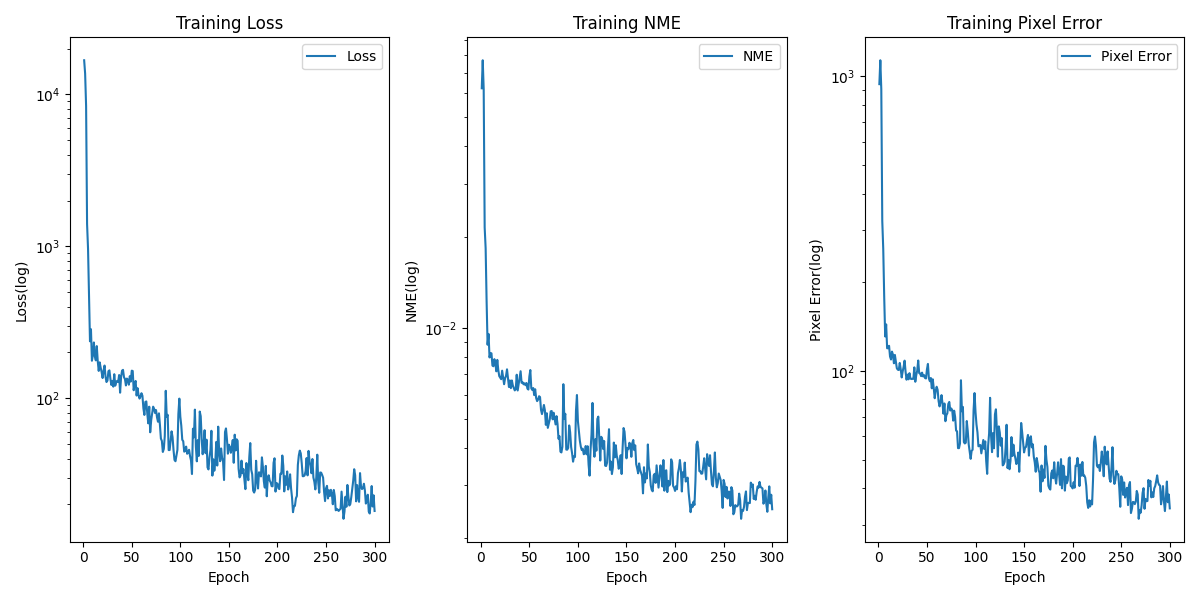 Training Loss
Loss
10^4
10^3
10^2
Loss(log)
0 50 100 150 200 250 300
Epoch
Training NME
NME
10^−2
NME(log)
0 50 100 150 200 250 300
Epoch
Training Pixel Error
Pixel Error
10^3
10^2
Pixel Error(log)
0 50 100 150 200 250 300
Epoch